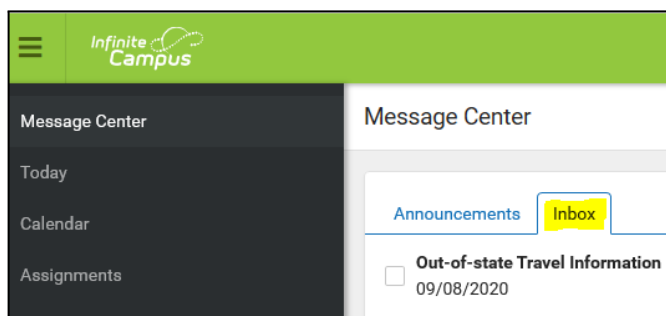 Infinite
Campus
Message Center
Today
Calendar
Assignments
Message Center
Announcements Inbox
Out-of-state Travel Information
09/08/2020